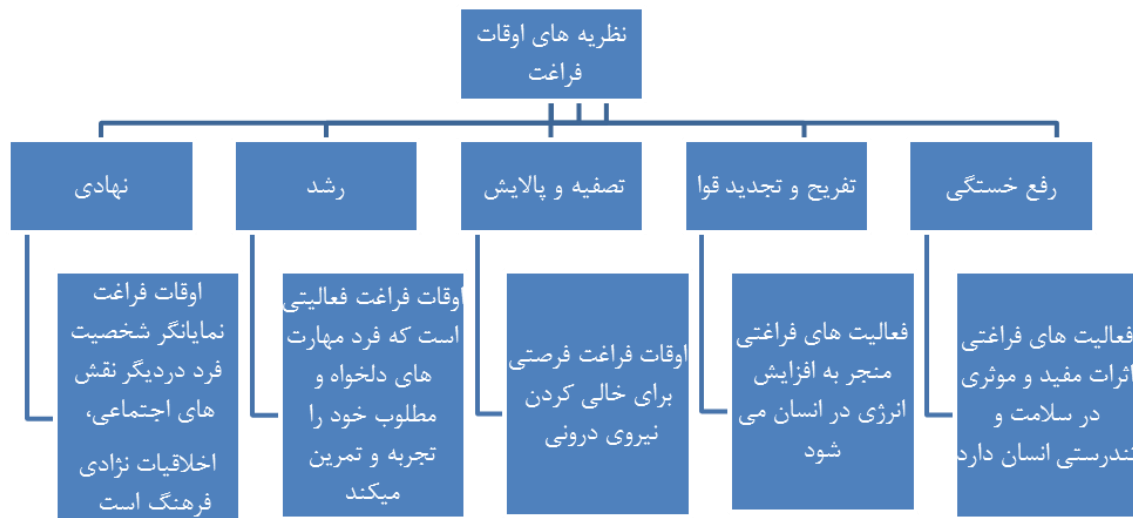 نظریه های اوقات
فراغت
رفع خستگی
تفریح و تجدید قوا
تصفیه و پالایش
رشد
نهادی
فعالیت های فراغتی
اثرات مفید و موثری
در سلامت و
تندرستی انسان دارد
فعالیت های فراغتی
منجر به افزایش
انرژی در انسان می
شود
اوقات فراغت فرصتی
برای خالی کردن
نیروی درونی
اوقات فراغت فعالیتی
است که فرد مهارت
های دلخواه و
مطلوب خود را
تجربه و تمرین
میکند
اوقات فراغت
نمایانگر شخصیت
فرد دردیگر نقش
های اجتماعی،
اخلاقیات نژادی
فرهنگ است